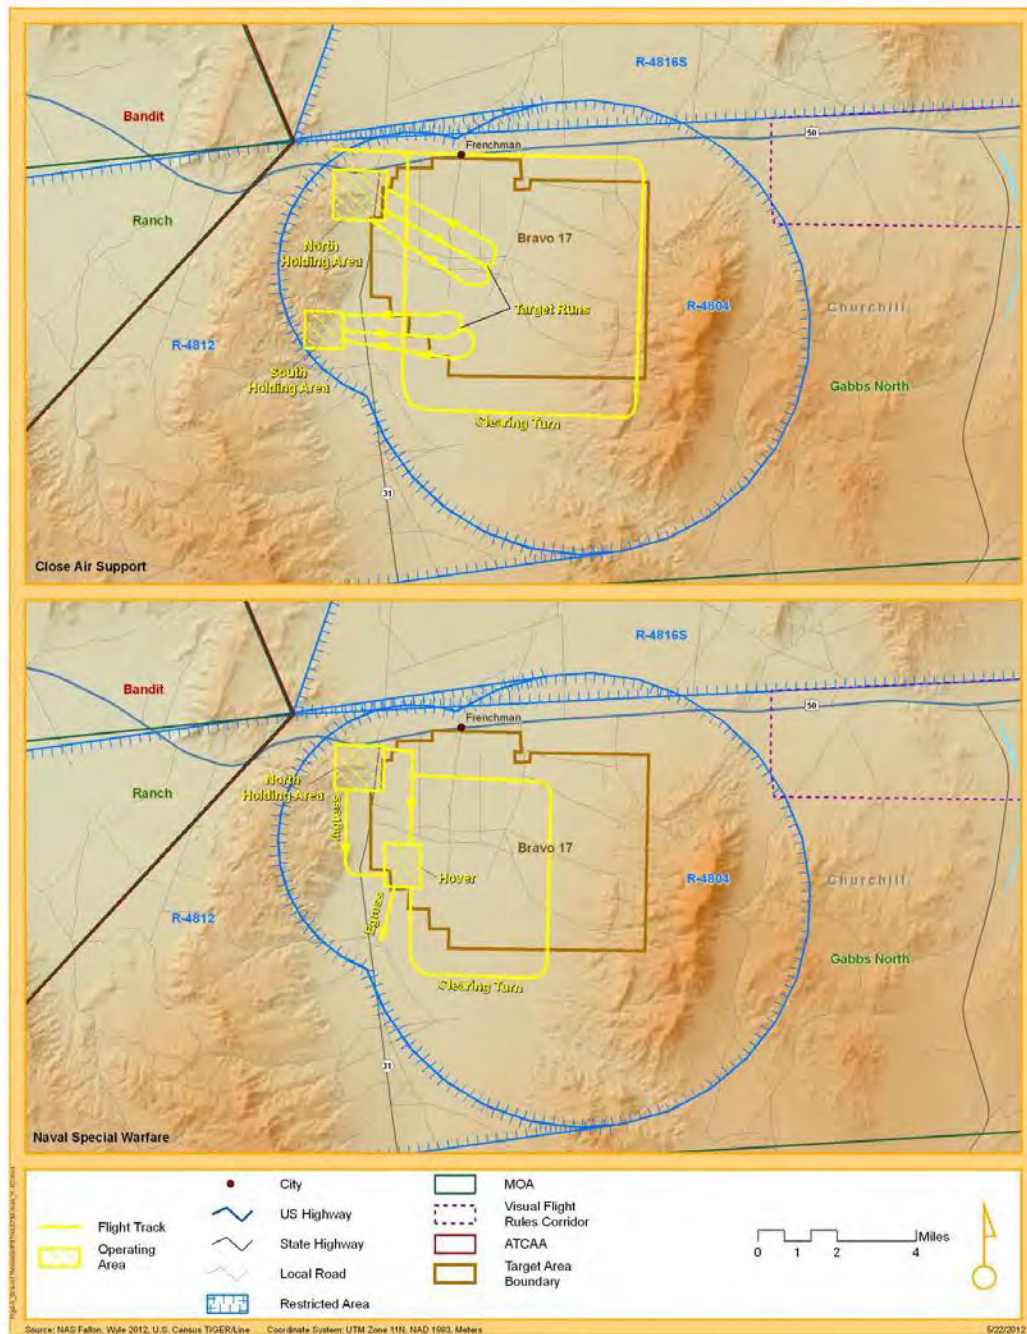 R-4816S
Bandit
50
Frenchman
Ranch
North
Holding Area
Bravo 17
Target Runs
R-4804
Churchill
R-4812
South
Holding Area
Gabbs North
Clearing Turn
31
Close Air Support
R-4816S
Bandit
50
Frenchman
North
Holding Area
Ranch
Ingress
Bravo 17
Hover
R-4804
Churchill
Egress
R-4812
Gabbs North
Clearing Turn
31
Naval Special Warfare
Flight Track
Operating
Area
City
US Highway
State Highway
Local Road
Restricted Area
MOA
Visual Flight
Rules Corridor
ATCAA
Target Area
Boundary
0 1 2 4 Miles
Source: NAS Fallon, Wyle 2012, U.S. Census TIGER/Line Coordinate System: UTM Zone 11N, NAD 1983, Meters 5/22/2012